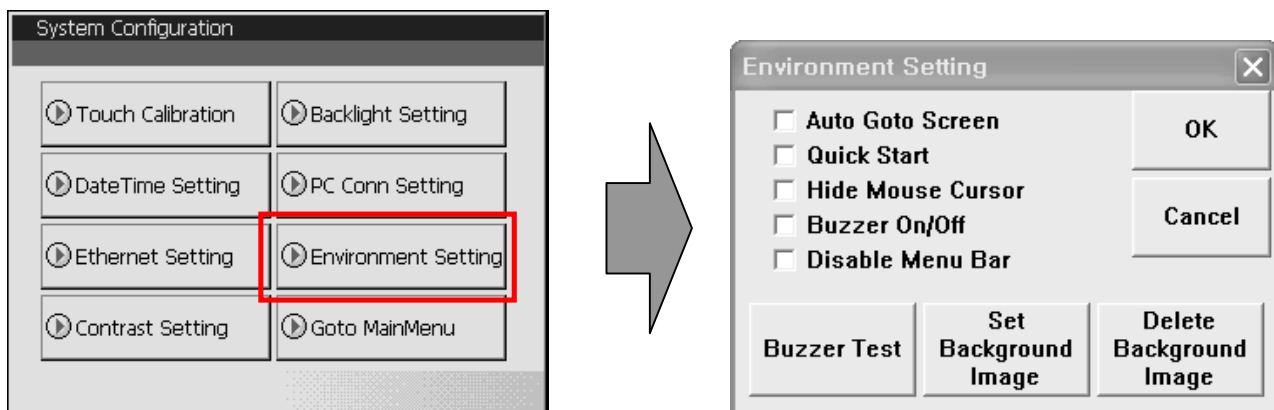 System Configuration
Touch Calibration
Backlight Setting
DateTime Setting
PC Conn Setting
Ethernet Setting
Environment Setting
Contrast Setting
Goto MainMenu
Environment Setting
Auto Goto Screen
Quick Start
Hide Mouse Cursor
Buzzer On/Off
Disable Menu Bar
OK
Cancel
Buzzer Test
Set
Background
Image
Delete
Background
Image